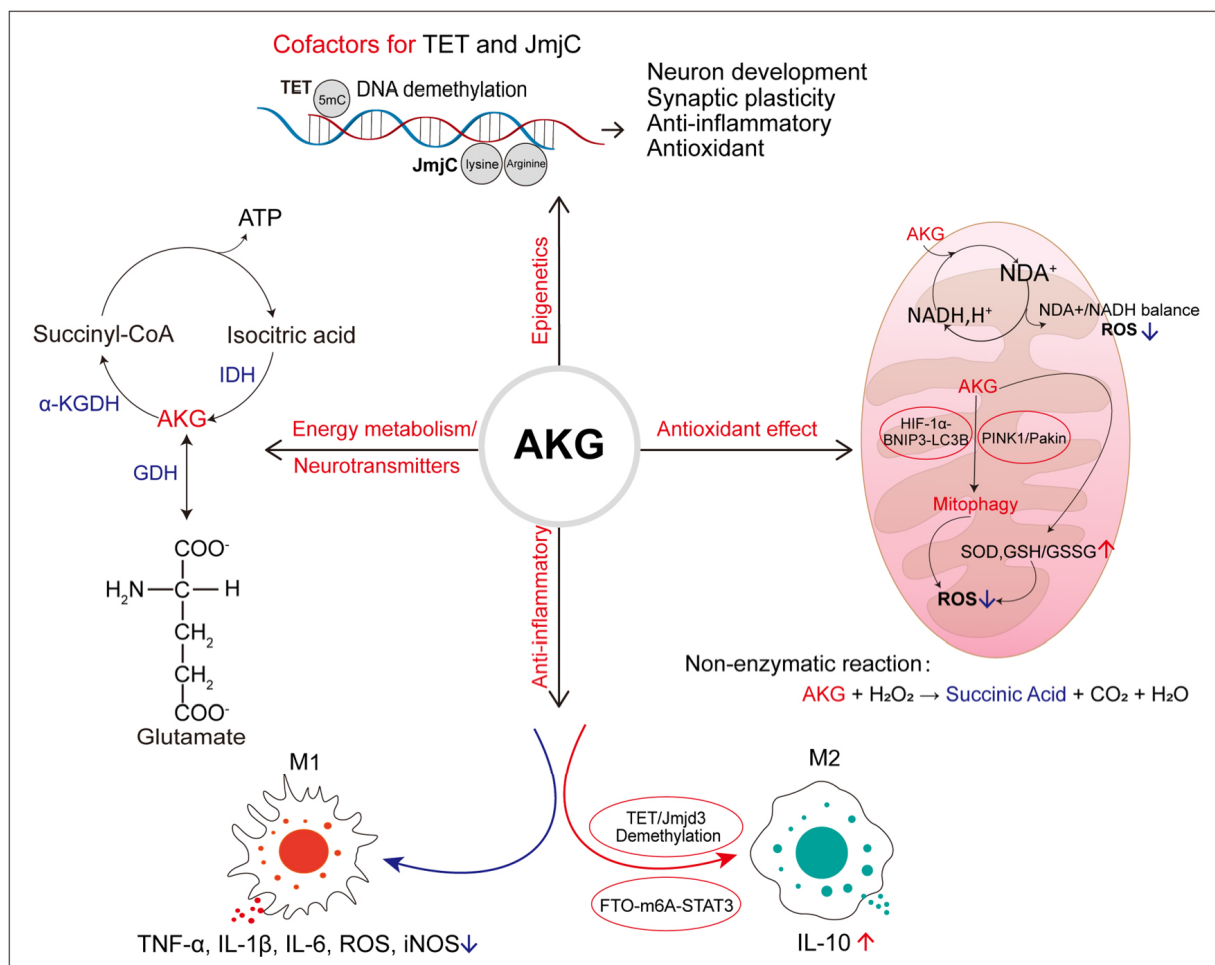 Cofactors for TET and JmjC
TET
5mC
DNA demethylation
JmjC
lysine
Arginine
Neuron development
Synaptic plasticity
Anti-inflammatory
Antioxidant
Epigenetics
ATP
Succinyl-CoA
Isocitric acid
IDH
α-KGDH
AKG
GDH
COO⁻
H₂N
C
H
CH₂
CH₂
COO⁻
Glutamate
Energy metabolism/
Neurotransmitters
AKG
Antioxidant effect
AKG
NDA⁺
NADH,H⁺
NDA+/NADH balance
ROS ↓
AKG
HIF-1α-
BNIP3-LC3B
PINK1/Pakin
Mitophagy
SOD,GSH/GSSG ↑
ROS ↓
Non-enzymatic reaction:
AKG + H₂O₂ → Succinic Acid + CO₂ + H₂O
Anti-inflammatory
M1
TNF-α, IL-1β, IL-6, ROS, iNOS↓
TET/Jmjd3
Demethylation
FTO-m6A-STAT3
M2
IL-10 ↑